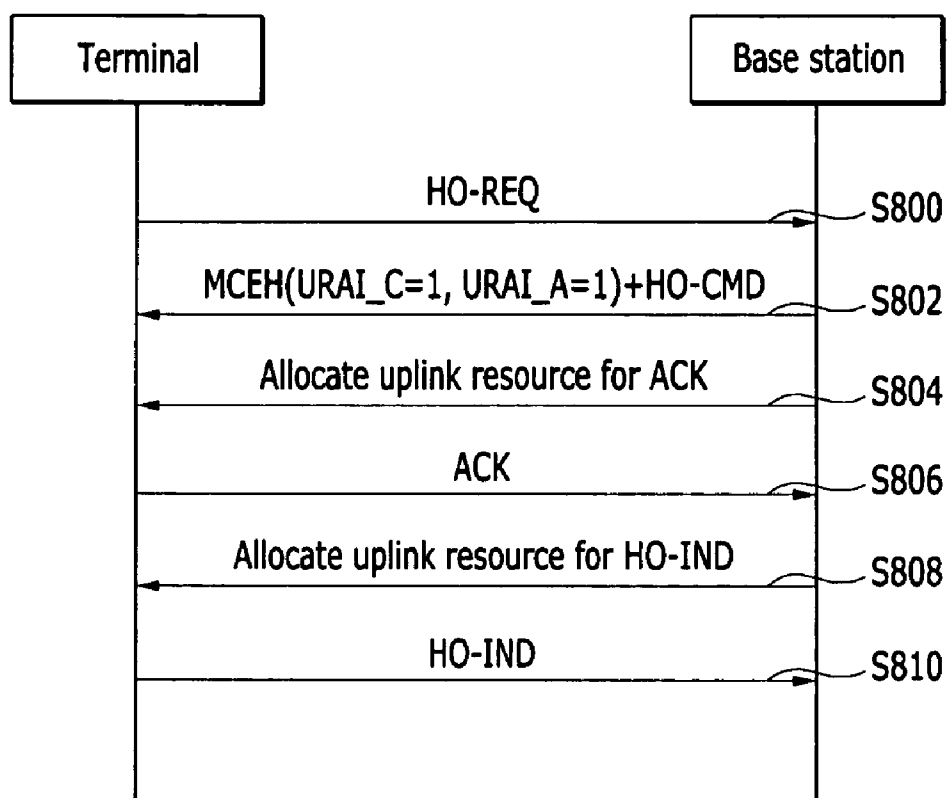 Terminal
Base station
HO-REQ
S800
MCEH(URAI_C=1, URAI_A=1)+HO-CMD
S802
Allocate uplink resource for ACK
S804
ACK
S806
Allocate uplink resource for HO-IND
S808
HO-IND
S810